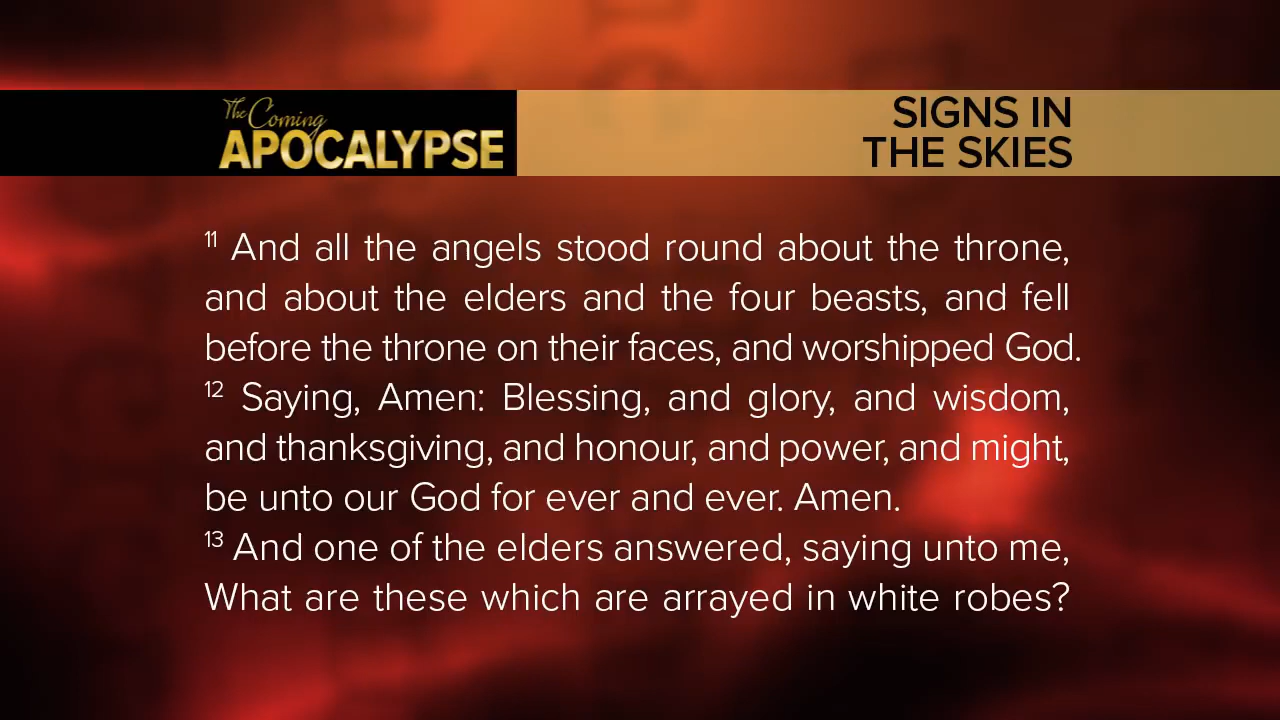 The Coming
APOCALYPSE
SIGNS IN
THE SKIES
11 And all the angels stood round about the throne,
and about the elders and the four beasts, and fell
before the throne on their faces, and worshipped God.
12 Saying, Amen: Blessing, and glory, and wisdom,
and thanksgiving, and honour, and power, and might,
be unto our God for ever and ever. Amen.
13 And one of the elders answered, saying unto me,
What are these which are arrayed in white robes?